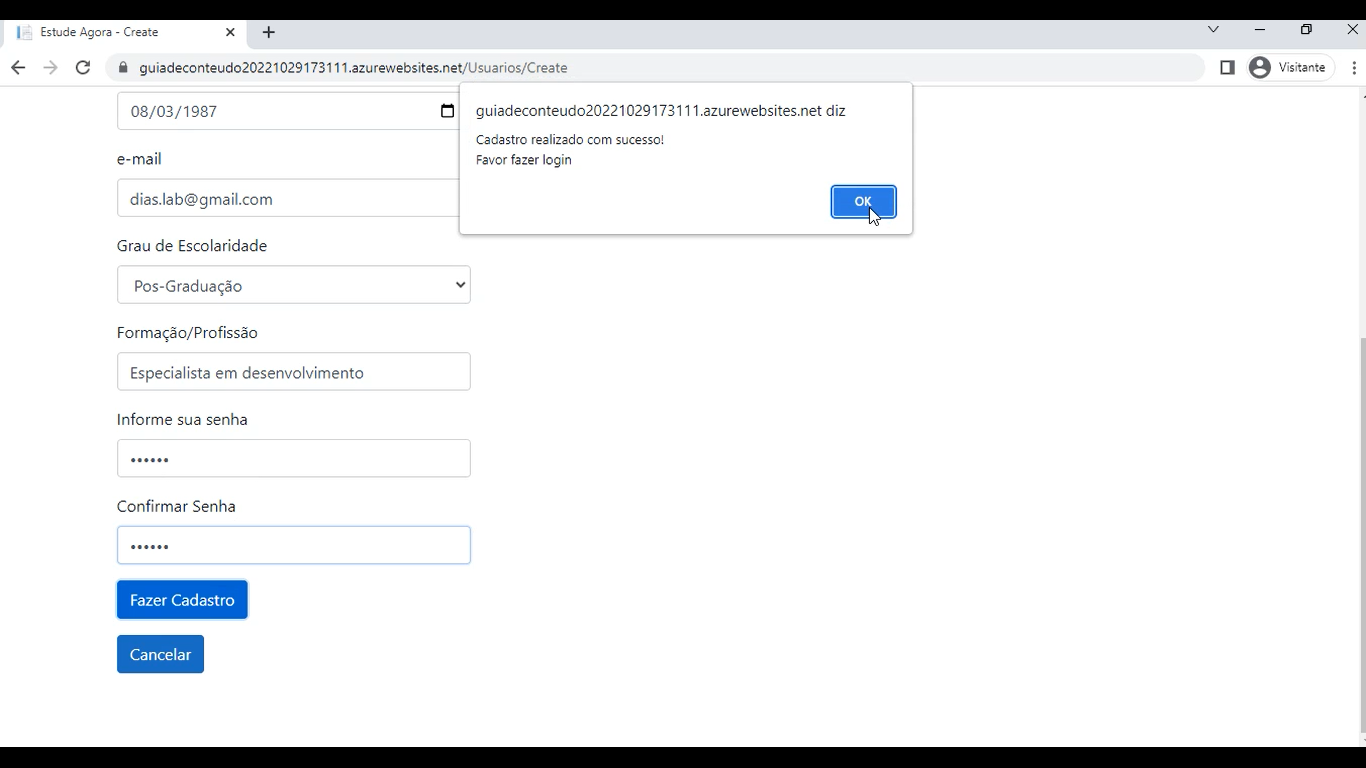 Estude Agora - Create
guiadeconteudo20221029173111.azurewebsites.net/Usuarios/Create
Visitante
guiadeconteudo20221029173111.azurewebsites.net diz
Cadastro realizado com sucesso!
Favor fazer login
OK
08/03/1987
e-mail
dias.lab@gmail.com
Grau de Escolaridade
Pos-Graduação
Formação/Profissão
Especialista em desenvolvimento
Informe sua senha
••••••
Confirmar Senha
••••••
Fazer Cadastro
Cancelar